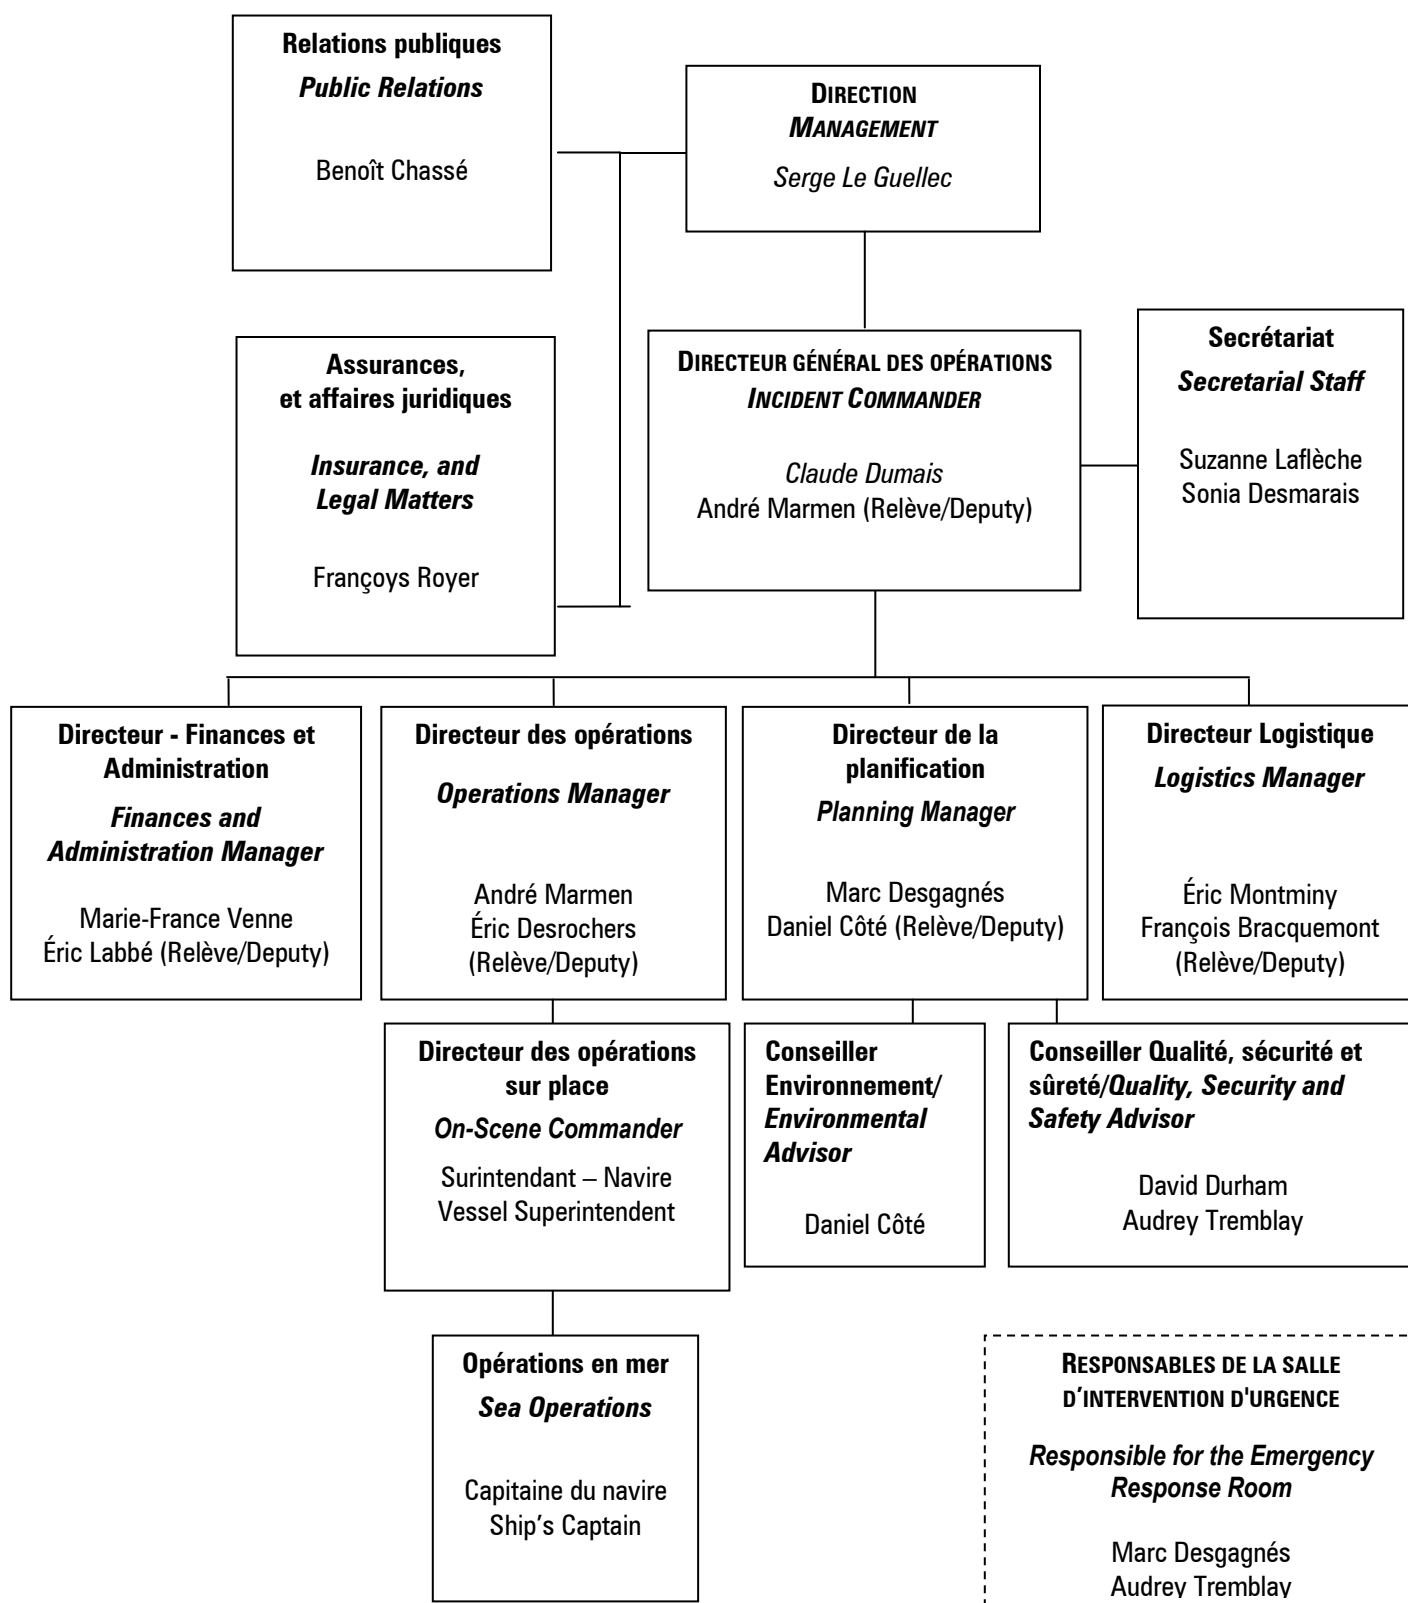 Relations publiques
Public Relations
Benoît Chassé
DIRECTION
MANAGEMENT
Serge Le Guellec
Assurances,
et affaires juridiques
Insurance, and
Legal Matters
Françoys Royer
DIRECTEUR GÉNÉRAL DES OPÉRATIONS
INCIDENT COMMANDER
Claude Dumais
André Marmen (Relève/Deputy)
Secrétariat
Secretarial Staff
Suzanne Laflèche
Sonia Desmarais
Directeur - Finances et
Administration
Finances and
Administration Manager
Marie-France Venne
Éric Labbé (Relève/Deputy)
Directeur des opérations
Operations Manager
André Marmen
Éric Desrochers
(Relève/Deputy)
Directeur de la
planification
Planning Manager
Marc Desgagnés
Daniel Côté (Relève/Deputy)
Directeur Logistique
Logistics Manager
Éric Montminy
François Bracquemont
(Relève/Deputy)
Directeur des opérations
sur place
On-Scene Commander
Surintendant – Navire
Vessel Superintendent
Conseiller
Environnement/
Environmental
Advisor
Daniel Côté
Conseiller Qualité, sécurité et
sûreté/Quality, Security and
Safety Advisor
David Durham
Audrey Tremblay
Opérations en mer
Sea Operations
Capitaine du navire
Ship's Captain
RESPONSABLES DE LA SALLE
D'INTERVENTION D'URGENCE
Responsible for the Emergency
Response Room
Marc Desgagnés
Audrey Tremblay